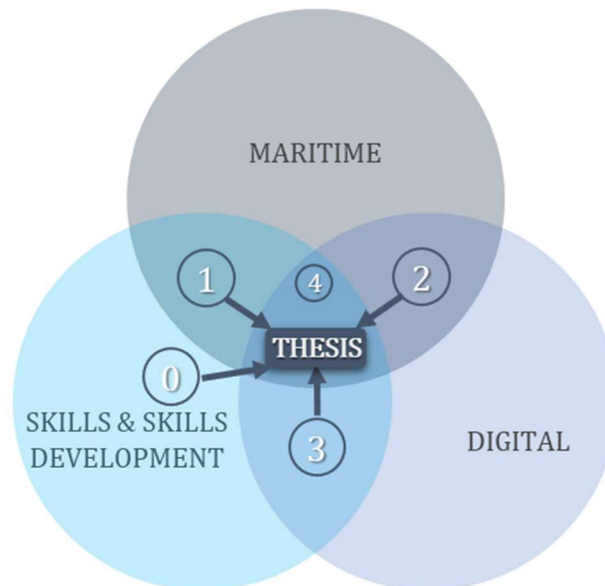 MARITIME
1
4
2
THESIS
0
SKILLS & SKILLS
DEVELOPMENT
3
DIGITAL